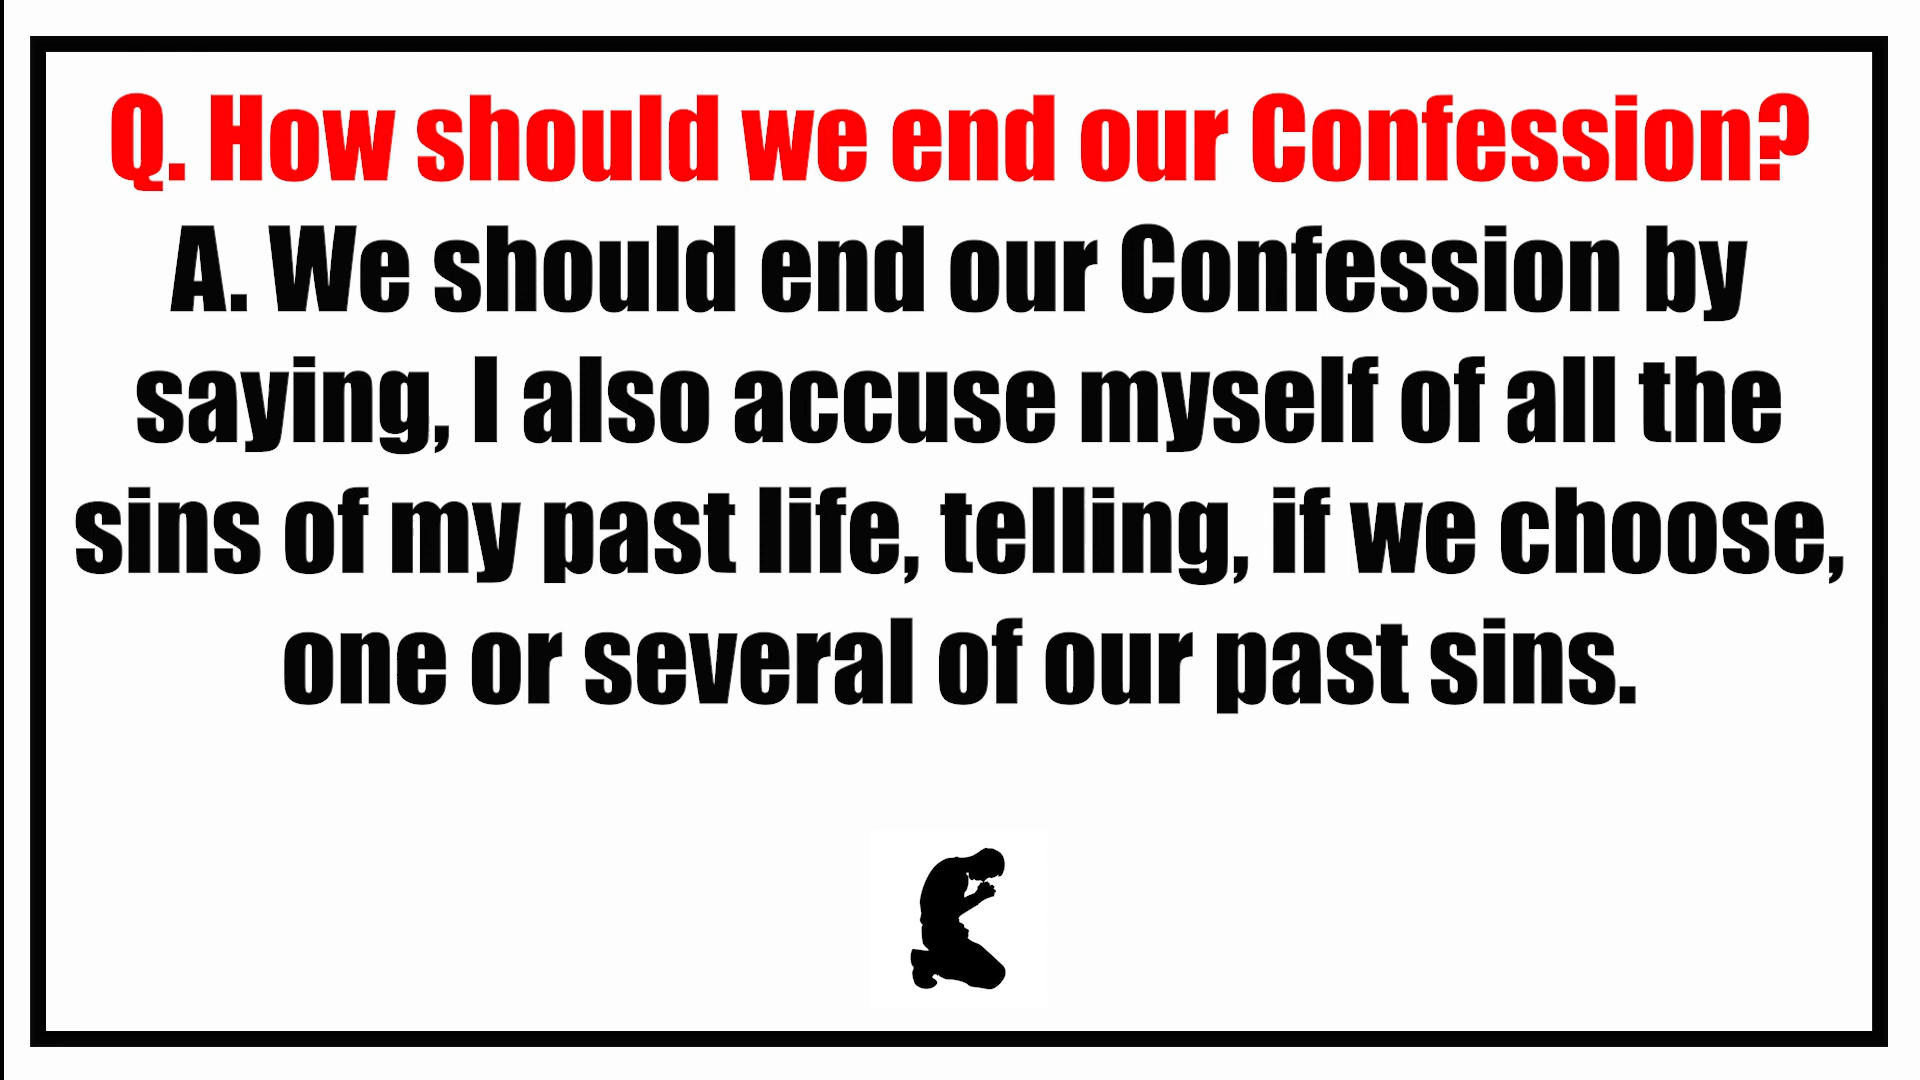 Q. How should we end our Confession?
A. We should end our Confession by
saying, I also accuse myself of all the
sins of my past life, telling, if we choose,
one or several of our past sins.